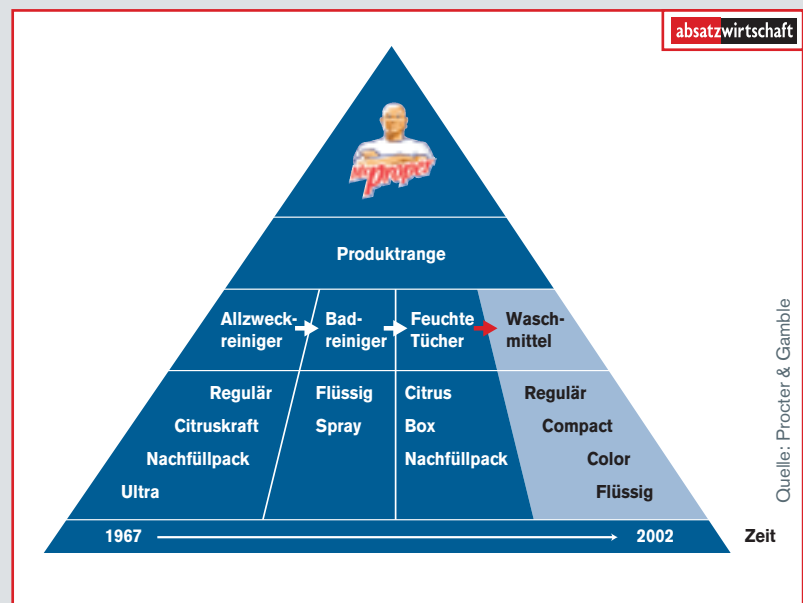 absatzwirtschaft
Mr Proper
Produktrange
Allzweck-
reiniger
Bad-
reiniger
Feuchte
Tücher
Wasch-
mittel
Regulär
Citruskraft
Nachfüllpack
Ultra
Flüssig
Spray
Citrus
Box
Nachfüllpack
Regulär
Compact
Color
Flüssig
1967
2002
Zeit
Quelle: Procter & Gamble